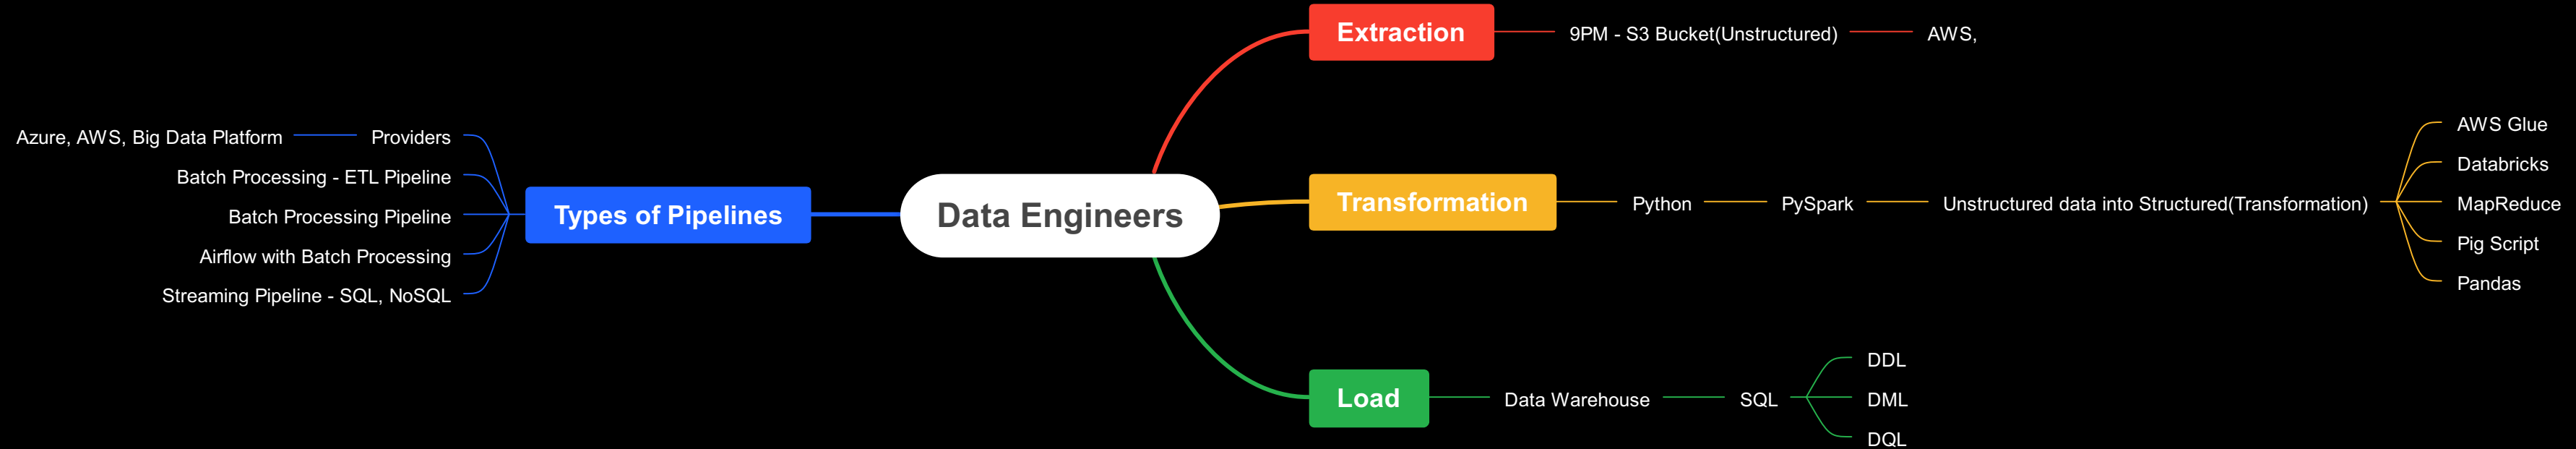 Data Engineers
Extraction
9PM - S3 Bucket(Unstructured)
AWS,
Transformation
Python
PySpark
Unstructured data into Structured(Transformation)
AWS Glue
Databricks
MapReduce
Pig Script
Pandas
Load
Data Warehouse
SQL
DDL
DML
DQL
Types of Pipelines
Providers
Azure, AWS, Big Data Platform
Batch Processing - ETL Pipeline
Batch Processing Pipeline
Airflow with Batch Processing
Streaming Pipeline - SQL, NoSQL